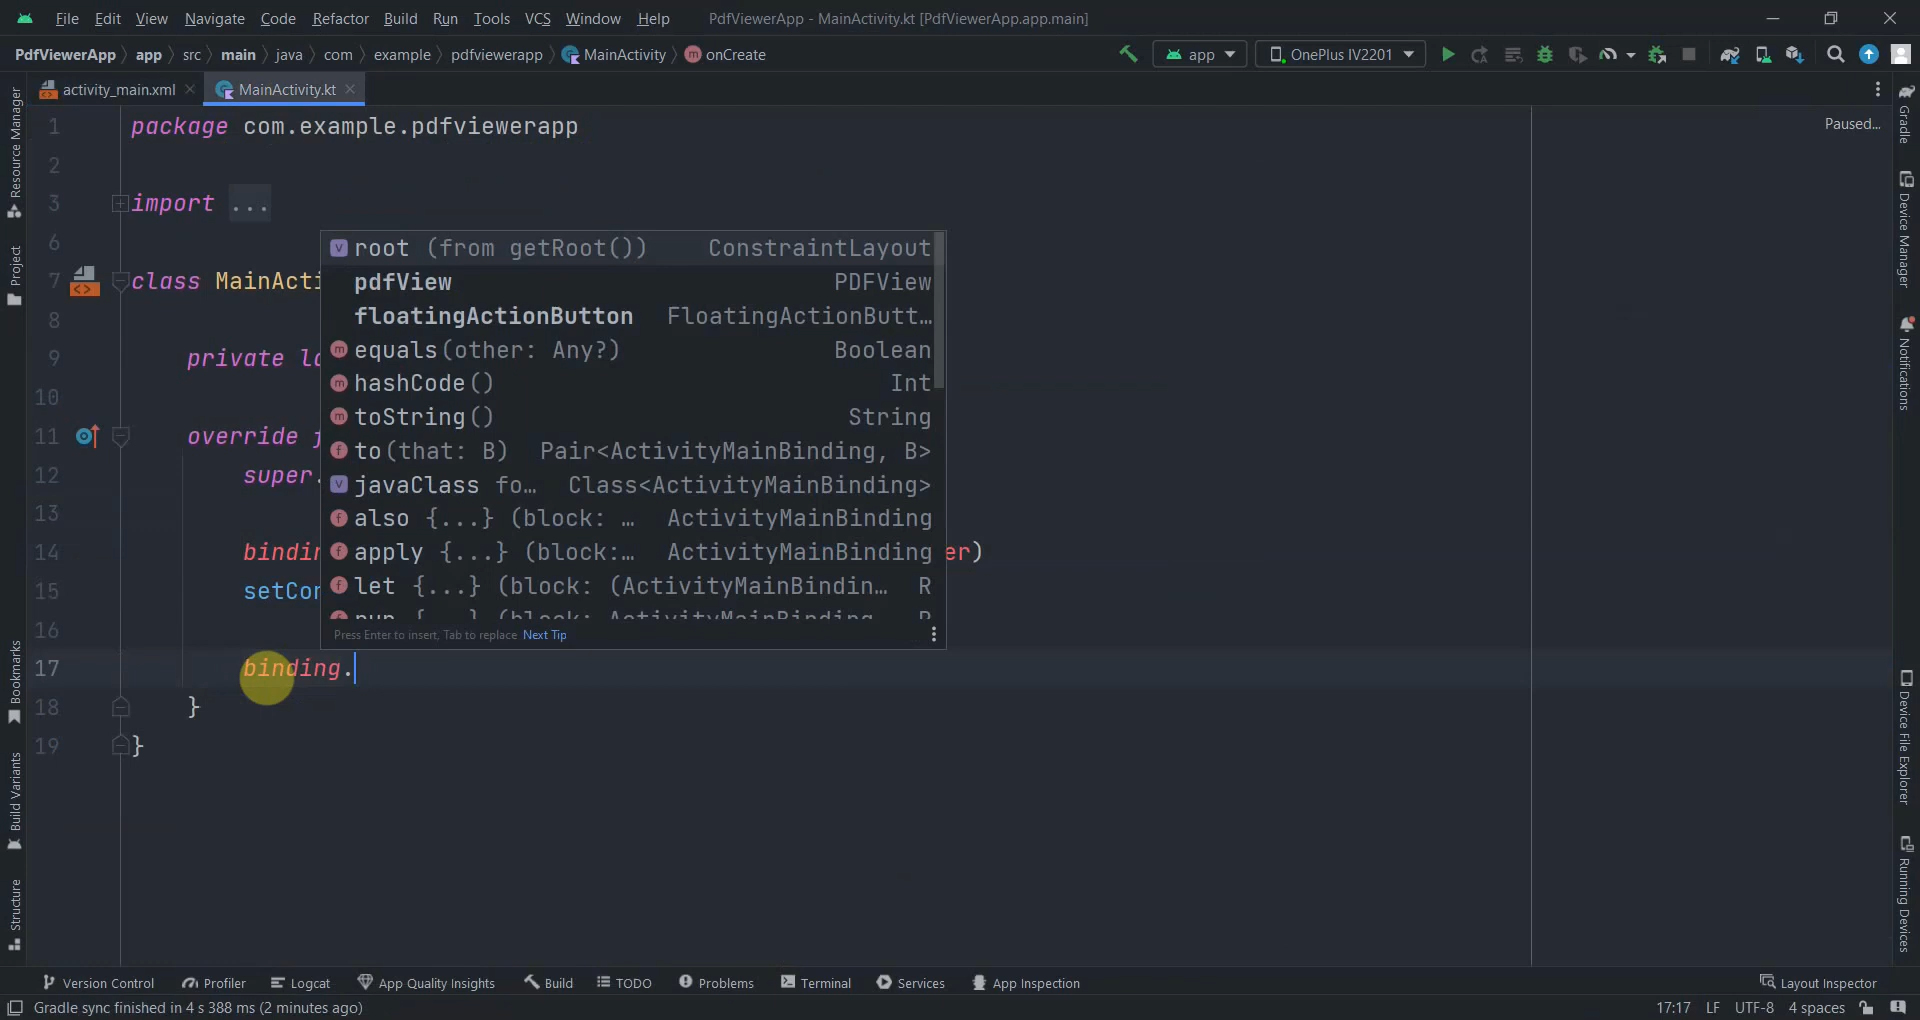 File Edit View Navigate Code Refactor Build Run Tools VCS Window Help PdfViewerApp - MainActivity.kt [PdfViewerApp.app.main]
PdfViewerApp app src main java com example pdfviewerapp MainActivity onCreate app OnePlus IV2201
activity_main.xml MainActivity.kt
Resource Manager
Project
Bookmarks
Build Variants
Structure
1 package com.example.pdfviewerapp
Paused...
2
3 import ...
6
7 class MainActi
8
9 private la
10
11 override f
12 super.
13
14 bindin er)
15 setCon
16
17 binding.
18 }
19 }
root (from getRoot()) ConstraintLayout
pdfView PDFView
floatingActionButton FloatingActionButt...
equals(other: Any?) Boolean
hashCode() Int
toString() String
to(that: B) Pair<ActivityMainBinding, B>
javaClass fo... Class<ActivityMainBinding>
also {...} (block: ... ActivityMainBinding
apply {...} (block:... ActivityMainBinding
let {...} (block: (ActivityMainBindin... R
run {...} (block: ActivityMainBinding. R
Press Enter to insert, Tab to replace Next Tip
Gradle
Device Manager
Notifications
Device File Explorer
Running Devices
Version Control Profiler Logcat App Quality Insights Build TODO Problems Terminal Services App Inspection Layout Inspector
Gradle sync finished in 4 s 388 ms (2 minutes ago) 17:17 LF UTF-8 4 spaces